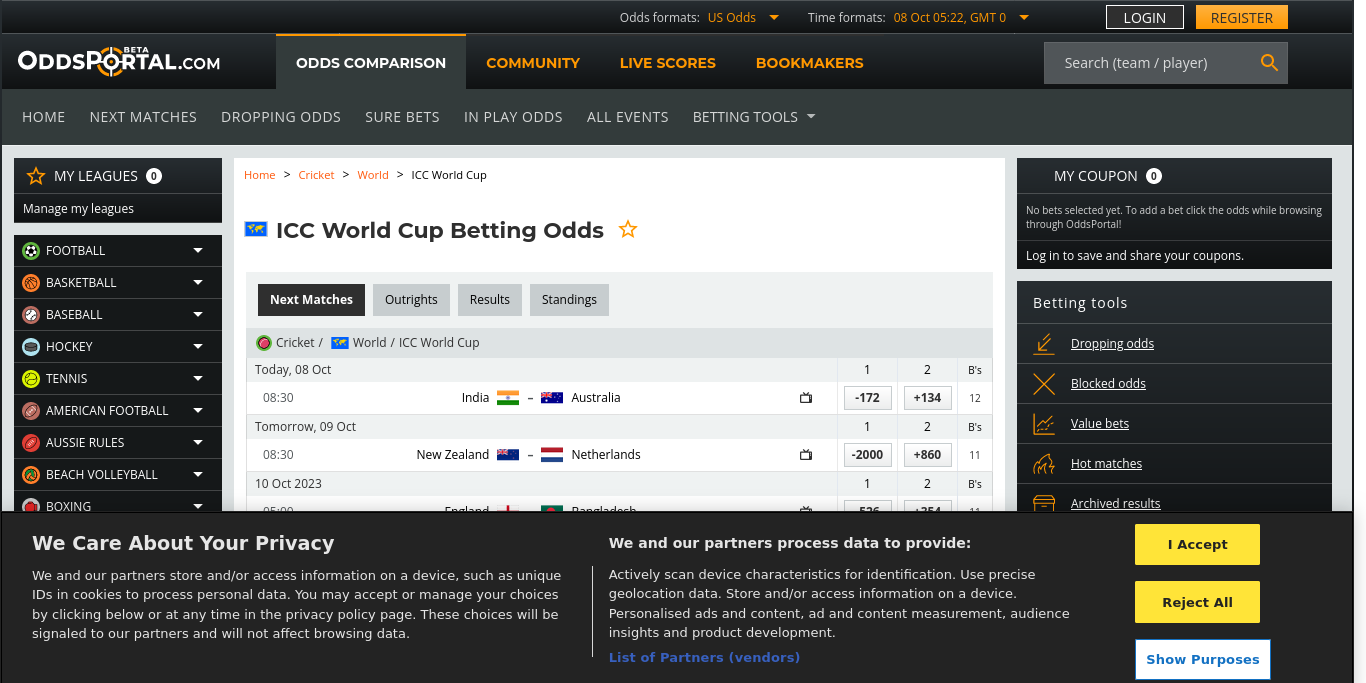 Odds formats: US Odds Time formats: 08 Oct 05:22, GMT 0 LOGIN REGISTER
ODDSPORTAL.COM BETA
ODDS COMPARISON COMMUNITY LIVE SCORES BOOKMAKERS
Search (team / player)
HOME NEXT MATCHES DROPPING ODDS SURE BETS IN PLAY ODDS ALL EVENTS BETTING TOOLS
MY LEAGUES 0
Manage my leagues
FOOTBALL
BASKETBALL
BASEBALL
HOCKEY
TENNIS
AMERICAN FOOTBALL
AUSSIE RULES
BEACH VOLLEYBALL
BOXING
Home > Cricket > World > ICC World Cup
ICC World Cup Betting Odds
Next Matches Outrights Results Standings
Cricket / World / ICC World Cup
Today, 08 Oct 1 2 B's
08:30 India – Australia -172 +134 12
Tomorrow, 09 Oct 1 2 B's
08:30 New Zealand – Netherlands -2000 +860 11
10 Oct 2023 1 2 B's
05:00 England Bangladesh -526 +354 11
MY COUPON 0
No bets selected yet. To add a bet click the odds while browsing
through OddsPortal!
Log in to save and share your coupons.
Betting tools
Dropping odds
Blocked odds
Value bets
Hot matches
Archived results
We Care About Your Privacy
We and our partners store and/or access information on a device, such as unique
IDs in cookies to process personal data. You may accept or manage your choices
by clicking below or at any time in the privacy policy page. These choices will be
signaled to our partners and will not affect browsing data.
We and our partners process data to provide:
Actively scan device characteristics for identification. Use precise
geolocation data. Store and/or access information on a device.
Personalised ads and content, ad and content measurement, audience
insights and product development.
List of Partners (vendors)
I Accept
Reject All
Show Purposes